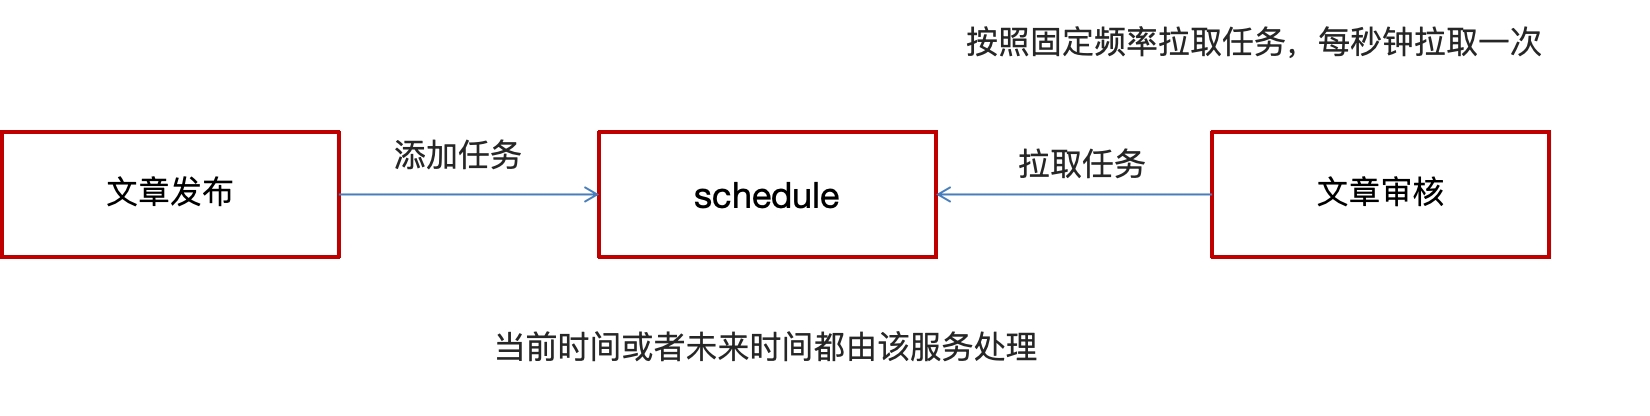 按照固定频率拉取任务，每秒钟拉取一次
添加任务
拉取任务
文章发布
schedule
文章审核
当前时间或者未来时间都由该服务处理